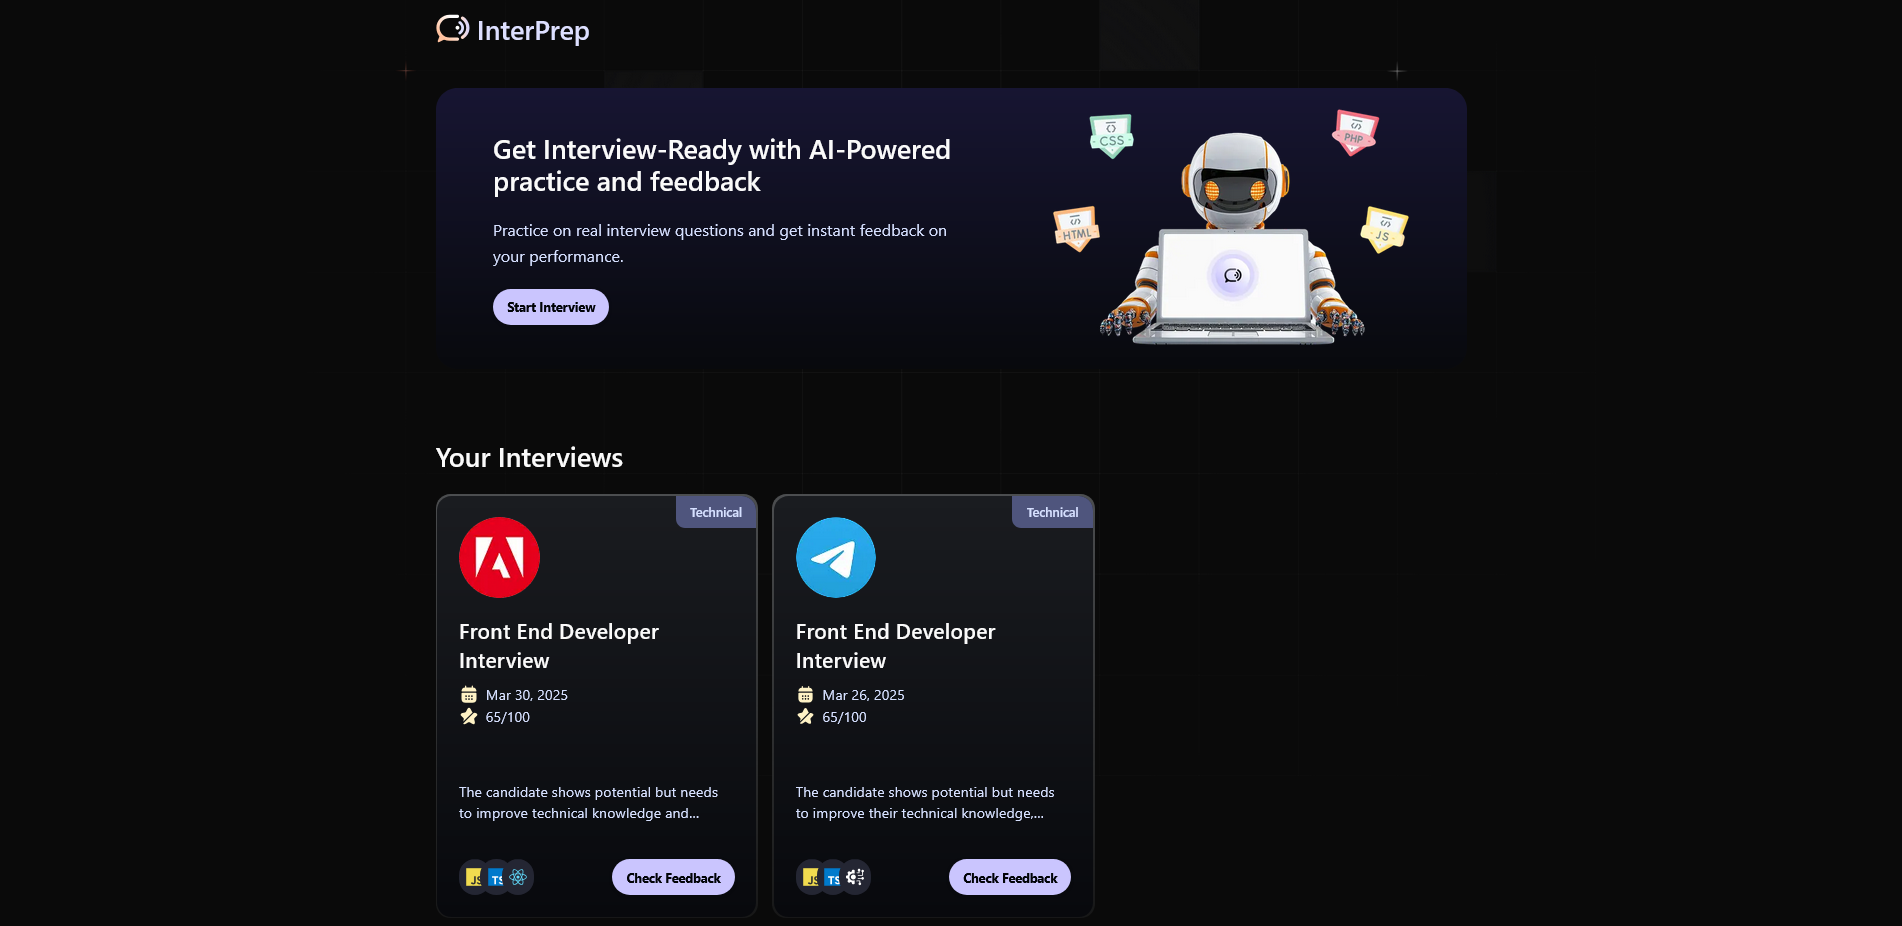 InterPrep
Get Interview-Ready with AI-Powered
practice and feedback
Practice on real interview questions and get instant feedback on
your performance.
Start Interview
CSS
PHP
HTML
JS
Your Interviews
Technical
Front End Developer
Interview
Mar 30, 2025
65/100
The candidate shows potential but needs
to improve technical knowledge and...
JS
TS
Check Feedback
Technical
Front End Developer
Interview
Mar 26, 2025
65/100
The candidate shows potential but needs
to improve their technical knowledge,...
JS
TS
Check Feedback